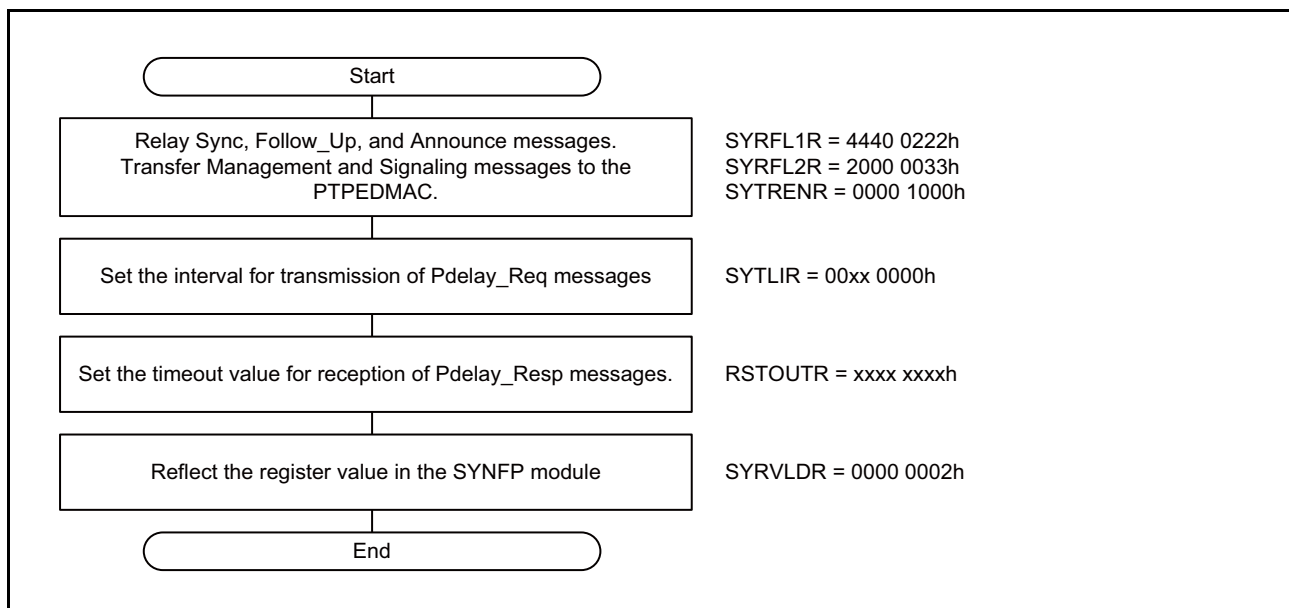 Start
Relay Sync, Follow_Up, and Announce messages.
Transfer Management and Signaling messages to the
PTPEDMAC.
SYRFL1R = 4440 0222h
SYRFL2R = 2000 0033h
SYTRENR = 0000 1000h
Set the interval for transmission of Pdelay_Req messages
SYTLIR = 00xx 0000h
Set the timeout value for reception of Pdelay_Resp messages.
RSTOUTR = xxxx xxxxh
Reflect the register value in the SYNFP module
SYRVLDR = 0000 0002h
End